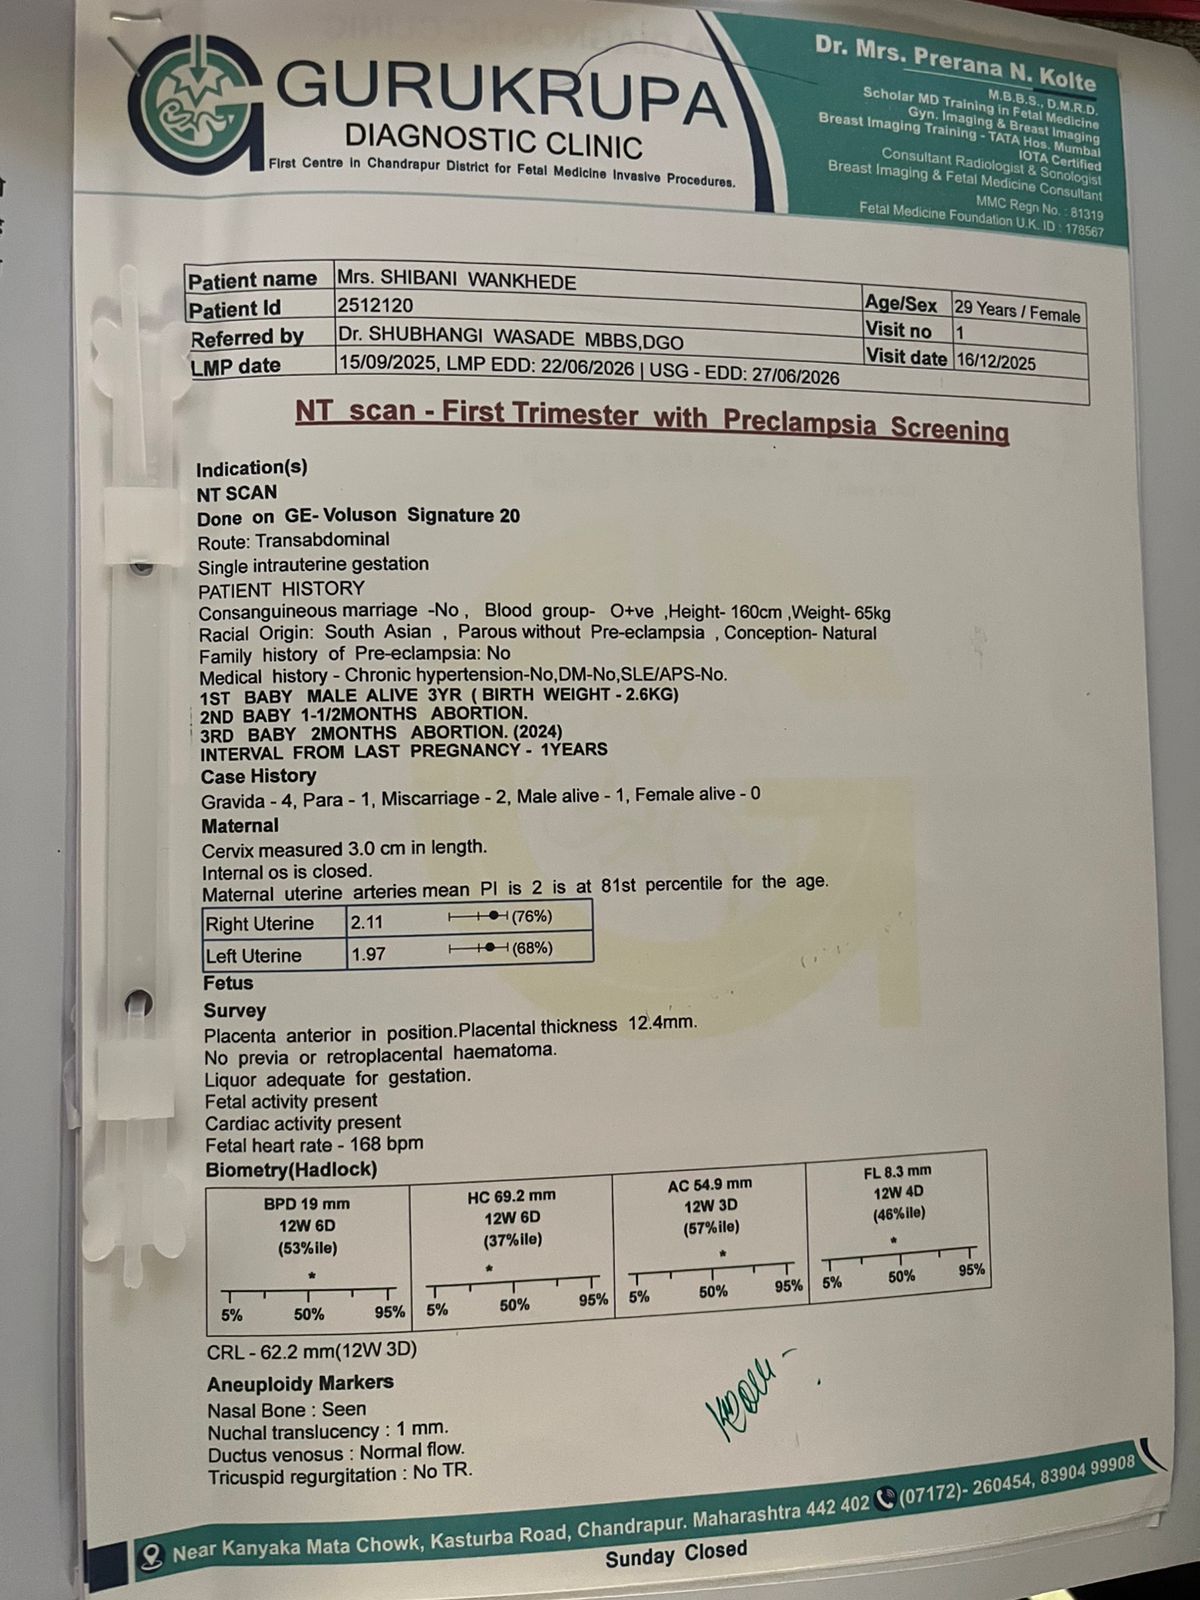 GURUKRUPA
DIAGNOSTIC CLINIC
First Centre in Chandrapur District for Fetal Medicine Invasive Procedures.
Dr. Mrs. Prerana N. Kolte
M.B.B.S., D.M.R.D.
Scholar MD Training in Fetal Medicine
Gyn. Imaging & Breast Imaging
Breast Imaging Training - TATA Hos. Mumbai
IOTA Certified
Consultant Radiologist & Sonologist
Breast Imaging & Fetal Medicine Consultant
MMC Regn No. : 81319
Fetal Medicine Foundation U.K. ID : 178567
Patient name Mrs. SHIBANI WANKHEDE Age/Sex 29 Years / Female
Patient Id 2512120 Visit no 1
Referred by Dr. SHUBHANGI WASADE MBBS,DGO Visit date 16/12/2025
LMP date 15/09/2025, LMP EDD: 22/06/2026 | USG - EDD: 27/06/2026
NT scan - First Trimester with Preclampsia Screening
Indication(s)
NT SCAN
Done on GE- Voluson Signature 20
Route: Transabdominal
Single intrauterine gestation
PATIENT HISTORY
Consanguineous marriage -No , Blood group- O+ve ,Height- 160cm ,Weight- 65kg
Racial Origin: South Asian , Parous without Pre-eclampsia , Conception- Natural
Family history of Pre-eclampsia: No
Medical history - Chronic hypertension-No,DM-No,SLE/APS-No.
1ST BABY MALE ALIVE 3YR ( BIRTH WEIGHT - 2.6KG)
2ND BABY 1-1/2MONTHS ABORTION.
3RD BABY 2MONTHS ABORTION. (2024)
INTERVAL FROM LAST PREGNANCY - 1YEARS
Case History
Gravida - 4, Para - 1, Miscarriage - 2, Male alive - 1, Female alive - 0
Maternal
Cervix measured 3.0 cm in length.
Internal os is closed.
Maternal uterine arteries mean PI is 2 is at 81st percentile for the age.
Right Uterine 2.11 (76%)
Left Uterine 1.97 (68%)
Fetus
Survey
Placenta anterior in position.Placental thickness 12.4mm.
No previa or retroplacental haematoma.
Liquor adequate for gestation.
Fetal activity present
Cardiac activity present
Fetal heart rate - 168 bpm
Biometry(Hadlock)
BPD 19 mm HC 69.2 mm AC 54.9 mm FL 8.3 mm
12W 6D 12W 6D 12W 3D 12W 4D
(53%ile) (37%ile) (57%ile) (46%ile)
* * * *
5% 50% 95% 5% 50% 95% 5% 50% 95% 5% 50% 95%
CRL - 62.2 mm(12W 3D)
Aneuploidy Markers
Nasal Bone : Seen
Nuchal translucency : 1 mm.
Ductus venosus : Normal flow.
Tricuspid regurgitation : No TR.
Near Kanyaka Mata Chowk, Kasturba Road, Chandrapur. Maharashtra 442 402 (07172)- 260454, 83904 99908
Sunday Closed